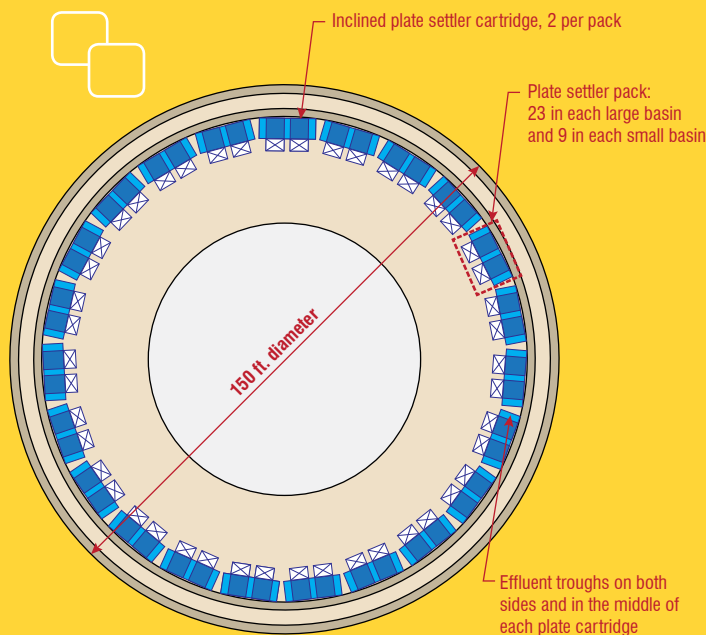 Inclined plate settler cartridge, 2 per pack
Plate settler pack:
23 in each large basin
and 9 in each small basin
150 ft. diameter
Effluent troughs on both
sides and in the middle of
each plate cartridge